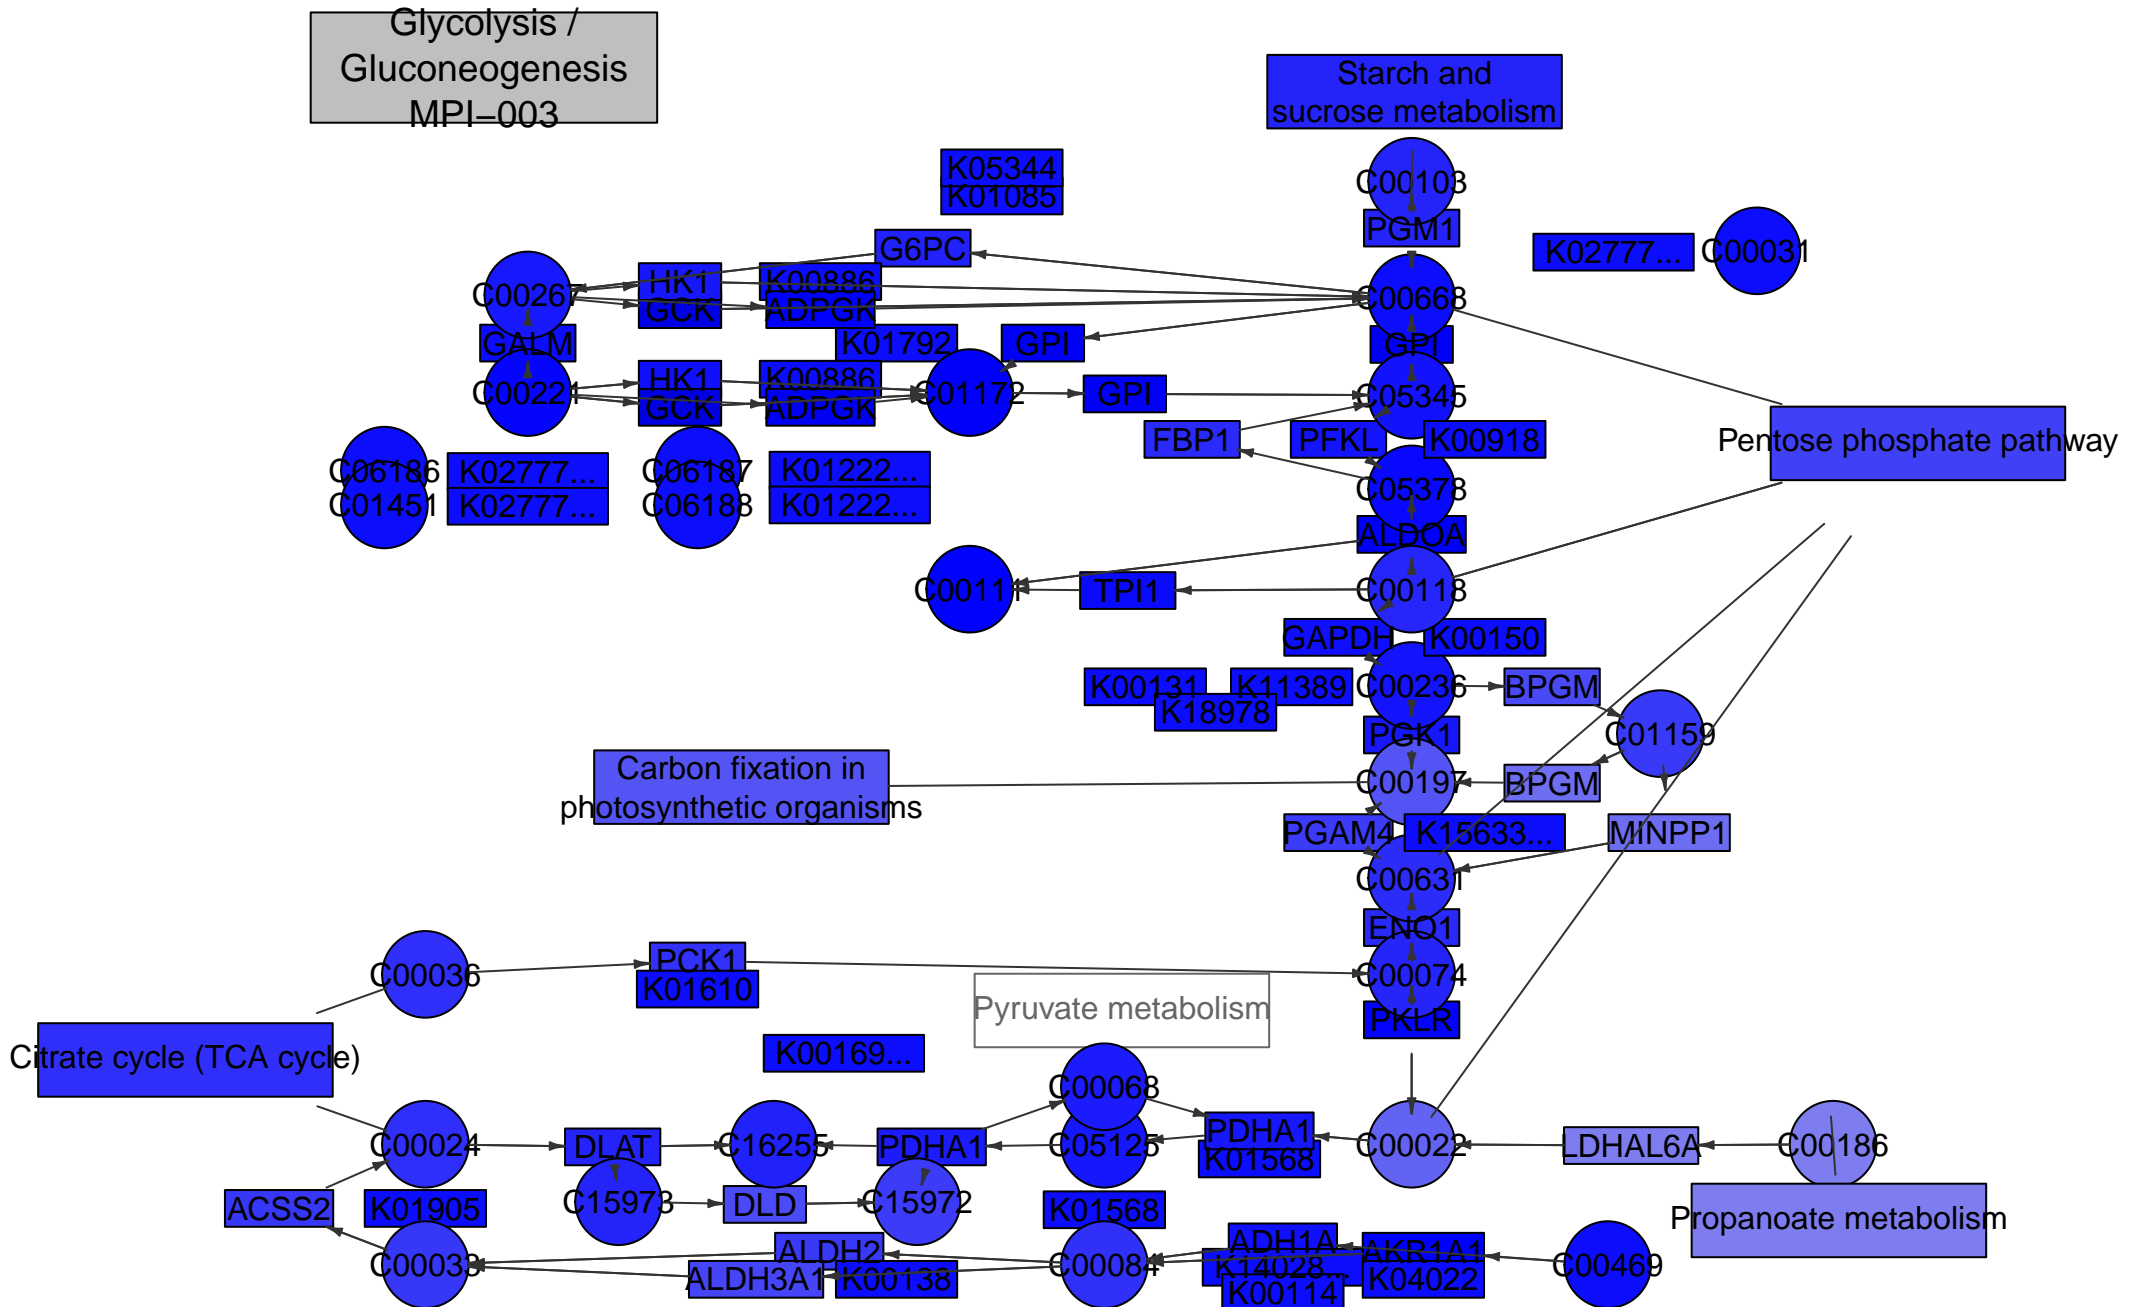 Glycolysis /
Gluconeogenesis
MPI−003
Starch and
sucrose metabolism
K05344
C00103
K01085
PGM1
G6PC
K02777...
C00031
HK1
K00886
C00267
C00668
GCK
ADPGK
GALM
K01792
GPI
GPI
HK1
K00886
C00221
C01172
GPI
C05345
GCK
ADPGK
FBP1
PFKL
K00918
Pentose phosphate pathway
C06186
K02777...
C06187
K01222...
C05378
C01451
K02777...
C06188
K01222...
ALDOA
C00111
TPI1
C00118
GAPDH
K00150
K00131
K11389
C00236
BPGM
K18978
PGK1
C01159
Carbon fixation in
photosynthetic organisms
C00197
BPGM
PGAM4
K15633...
MINPP1
C00631
ENO1
C00036
PCK1
C00074
K01610
Pyruvate metabolism
PKLR
Citrate cycle (TCA cycle)
K00169...
C00068
C00024
DLAT
C16255
PDHA1
C05125
PDHA1
C00022
LDHAL6A
C00186
K01568
ACSS2
K01905
C15973
DLD
C15972
K01568
Propanoate metabolism
ALDH2
ADH1A
AKR1A1
C00033
C00084
K14028...
C00469
ALDH3A1
K00138
K04022
K00114